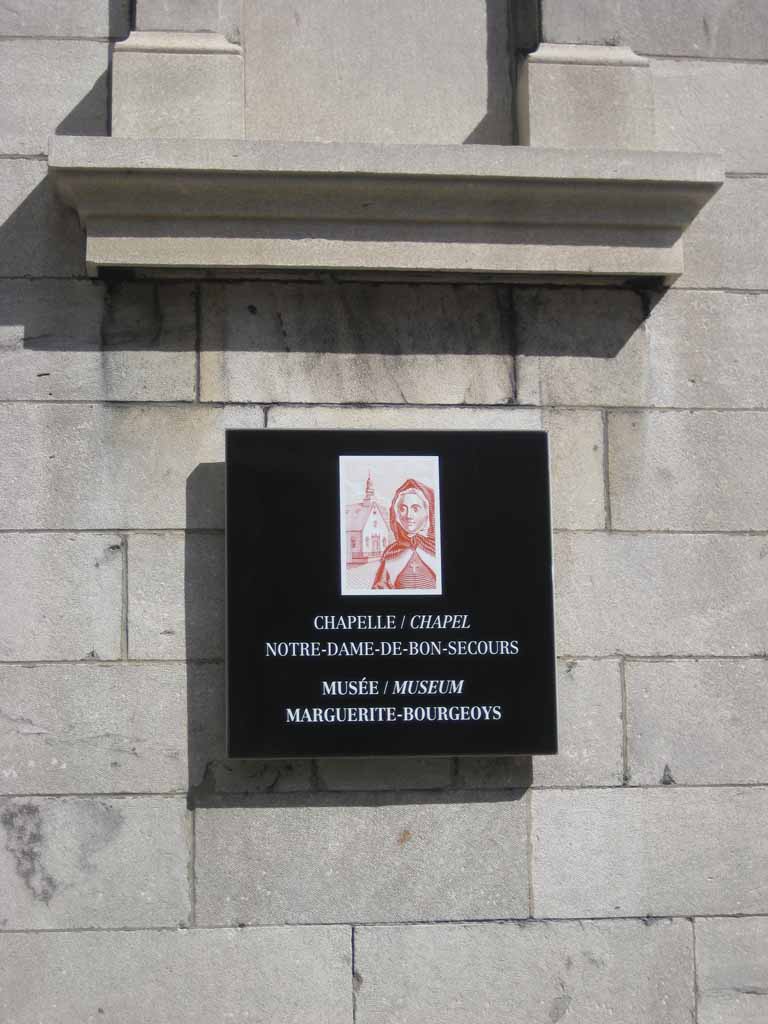 CHAPELLE / CHAPEL
NOTRE-DAME-DE-BON-SECOURS
MUSÉE / MUSEUM
MARGUERITE-BOURGEOYS